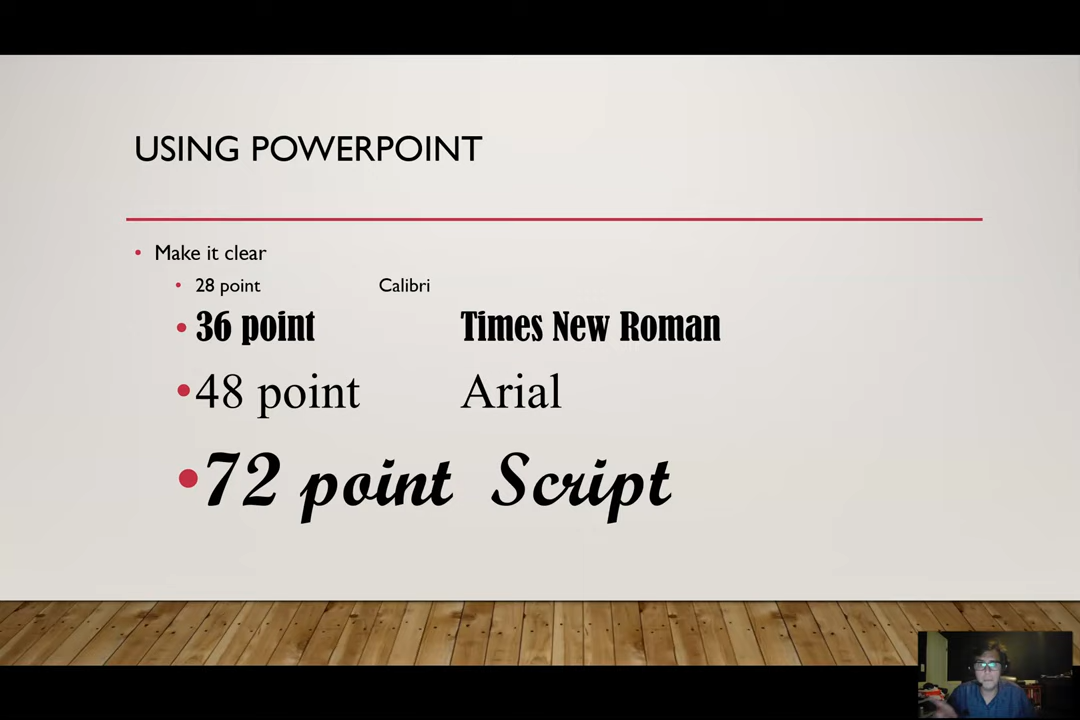 USING POWERPOINT
Make it clear
28 point Calibri
36 point Times New Roman
48 point Arial
72 point Script